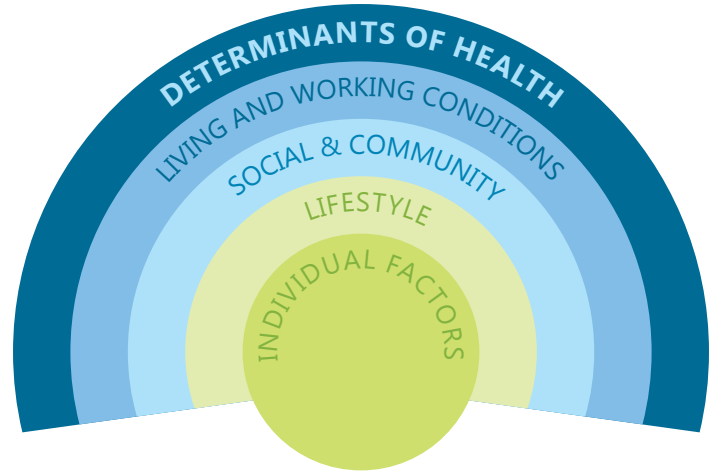 DETERMINANTS OF HEALTH
LIVING AND WORKING CONDITIONS
SOCIAL & COMMUNITY
LIFESTYLE
INDIVIDUAL FACTORS